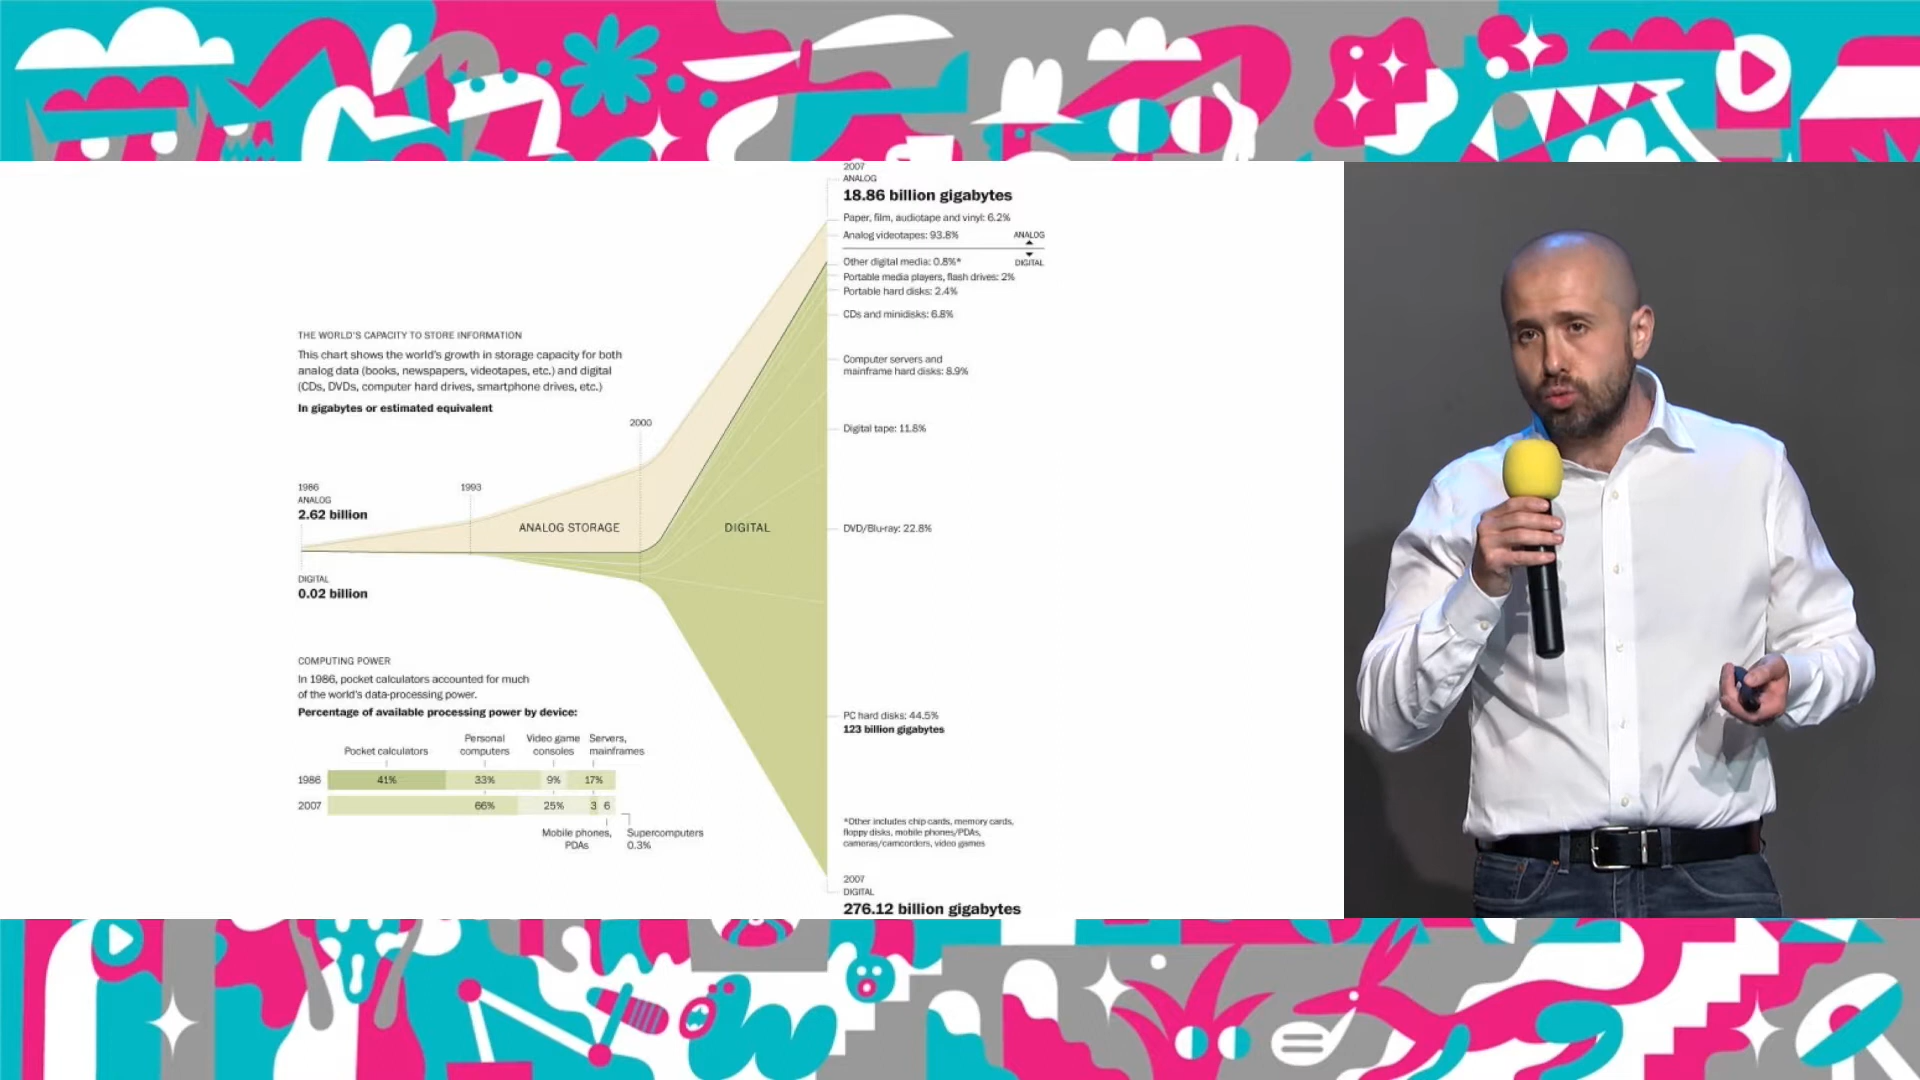 2007
ANALOG
18.86 billion gigabytes
Paper, film, audiotape and vinyl: 6.2%
Analog videotapes: 93.8%
ANALOG
Other digital media: 0.8%*
DIGITAL
Portable media players, flash drives: 2%
Portable hard disks: 2.4%
CDs and minidisks: 6.8%
Computer servers and
mainframe hard disks: 8.9%
Digital tape: 11.8%
DVD/Blu-ray: 22.8%
PC hard disks: 44.5%
123 billion gigabytes
*Other includes chip cards, memory cards,
floppy disks, mobile phones/PDAs,
cameras/camcorders, video games
2007
DIGITAL
276.12 billion gigabytes
THE WORLD'S CAPACITY TO STORE INFORMATION
This chart shows the world's growth in storage capacity for both
analog data (books, newspapers, videotapes, etc.) and digital
(CDs, DVDs, computer hard drives, smartphone drives, etc.)
In gigabytes or estimated equivalent
2000
1986
1993
ANALOG
2.62 billion
ANALOG STORAGE
DIGITAL
DIGITAL
0.02 billion
COMPUTING POWER
In 1986, pocket calculators accounted for much
of the world's data-processing power.
Percentage of available processing power by device:
Pocket calculators
Personal
computers
Video game
consoles
Servers,
mainframes
1986 41% 33% 9% 17%
2007 66% 25% 3 6
Mobile phones,
PDAs
Supercomputers
0.3%